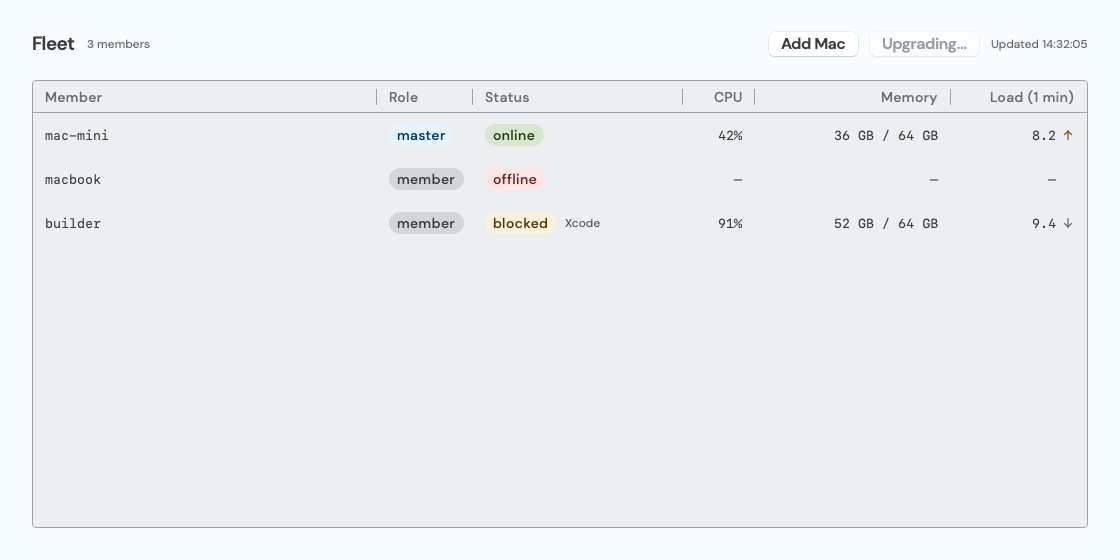 Fleet 3 members Add Mac Upgrading... Updated 14:32:05
Member Role Status CPU Memory Load (1 min)
mac-mini master online 42% 36 GB / 64 GB 8.2 ↑
macbook member offline — — —
builder member blocked Xcode 91% 52 GB / 64 GB 9.4 ↓